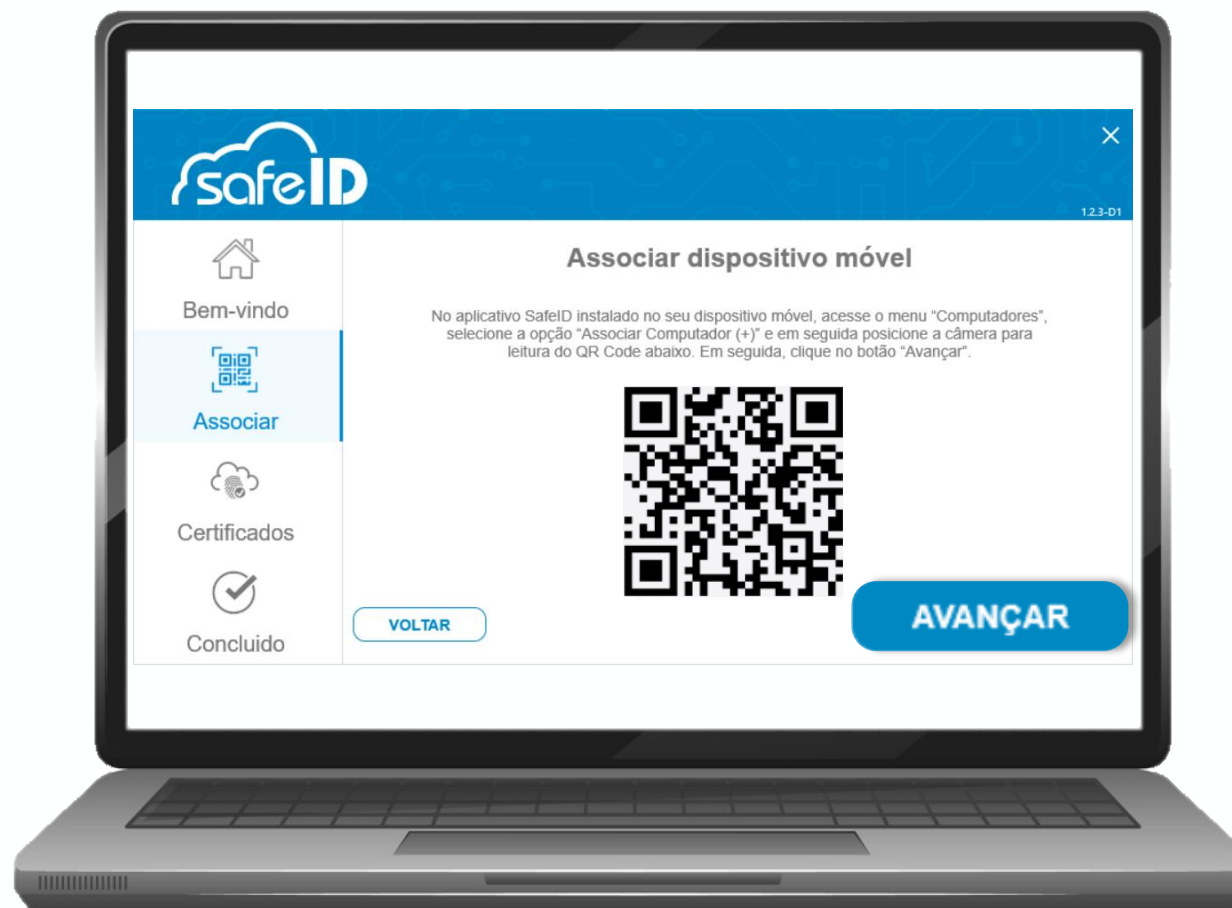 safeID
1.2.3-D1
Bem-vindo
Associar
Certificados
Concluido
Associar dispositivo móvel
No aplicativo SafeID instalado no seu dispositivo móvel, acesse o menu “Computadores”,
selecione a opção “Associar Computador (+)” e em seguida posicione a câmera para
leitura do QR Code abaixo. Em seguida, clique no botão “Avançar”.
VOLTAR
AVANÇAR